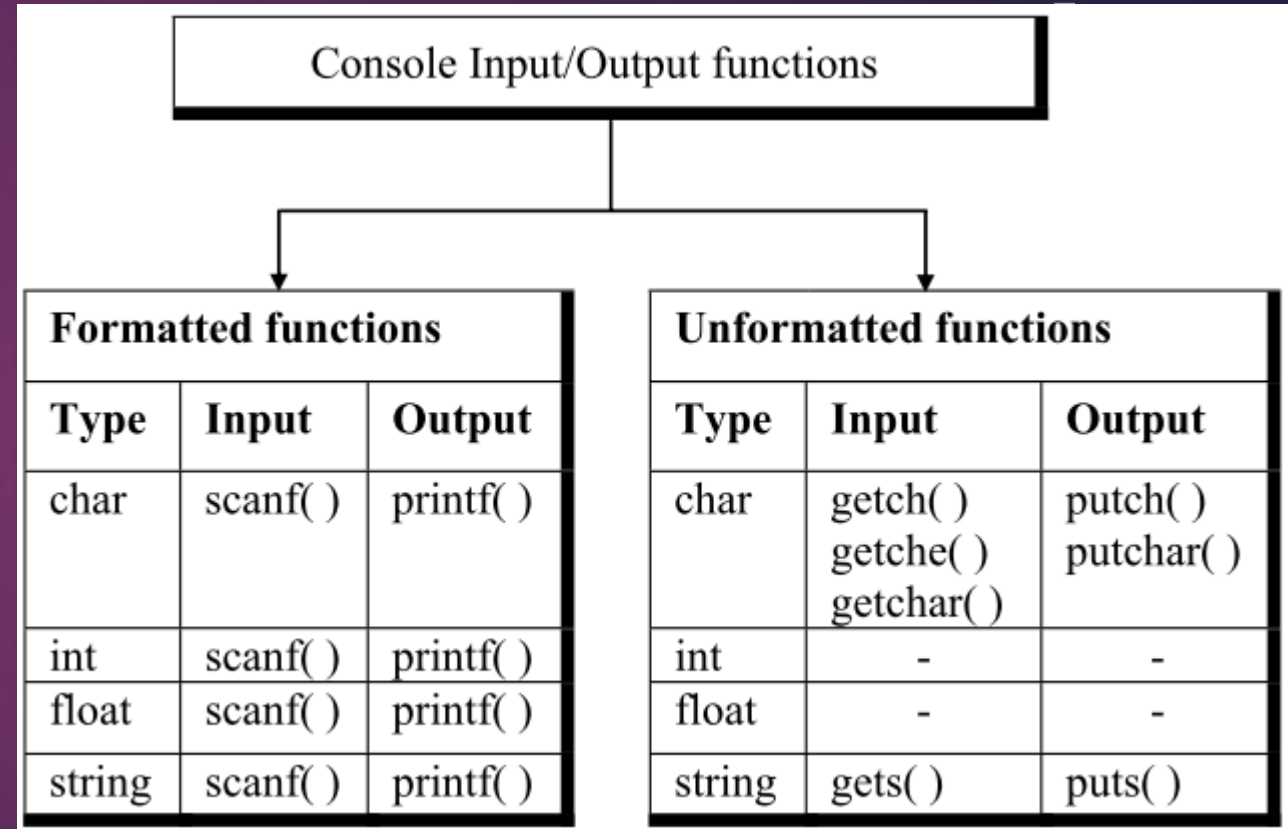 Console Input/Output functions
Formatted functions
Type Input Output
char scanf( ) printf( )
int scanf( ) printf( )
float scanf( ) printf( )
string scanf( ) printf( )
Unformatted functions
Type Input Output
char getch( ) putch( )
getche( ) putchar( )
getchar( )
int - -
float - -
string gets( ) puts( )